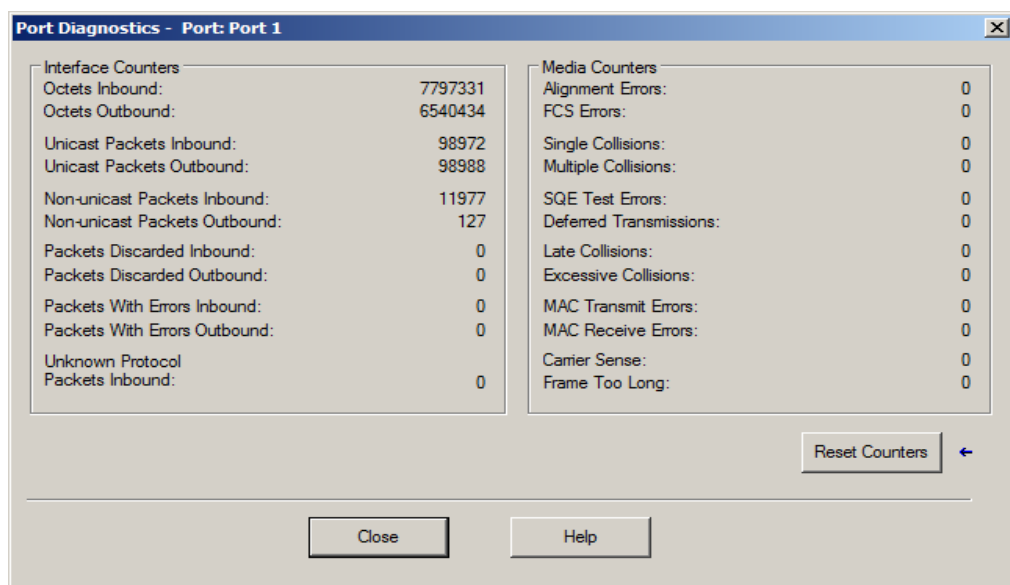 Port Diagnostics - Port: Port 1
Interface Counters
Octets Inbound: 7797331
Octets Outbound: 6540434
Unicast Packets Inbound: 98972
Unicast Packets Outbound: 98988
Non-unicast Packets Inbound: 11977
Non-unicast Packets Outbound: 127
Packets Discarded Inbound: 0
Packets Discarded Outbound: 0
Packets With Errors Inbound: 0
Packets With Errors Outbound: 0
Unknown Protocol
Packets Inbound: 0
Media Counters
Alignment Errors: 0
FCS Errors: 0
Single Collisions: 0
Multiple Collisions: 0
SQE Test Errors: 0
Deferred Transmissions: 0
Late Collisions: 0
Excessive Collisions: 0
MAC Transmit Errors: 0
MAC Receive Errors: 0
Carrier Sense: 0
Frame Too Long: 0
Reset Counters
Close
Help